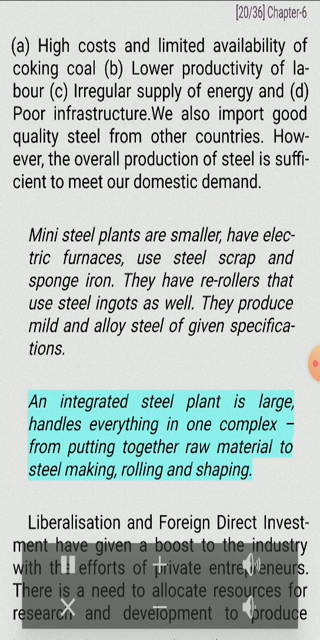 [20/36] Chapter-6
(a) High costs and limited availability of
coking coal (b) Lower productivity of la-
bour (c) Irregular supply of energy and (d)
Poor infrastructure.We also import good
quality steel from other countries. How-
ever, the overall production of steel is suffi-
cient to meet our domestic demand.
Mini steel plants are smaller, have elec-
tric furnaces, use steel scrap and
sponge iron. They have re-rollers that
use steel ingots as well. They produce
mild and alloy steel of given specifica-
tions.
An integrated steel plant is large,
handles everything in one complex –
from putting together raw material to
steel making, rolling and shaping.
Liberalisation and Foreign Direct Invest-
ment have given a boost to the industry
with the efforts of private entrepreneurs.
There is a need to allocate resources for
research and development to produce